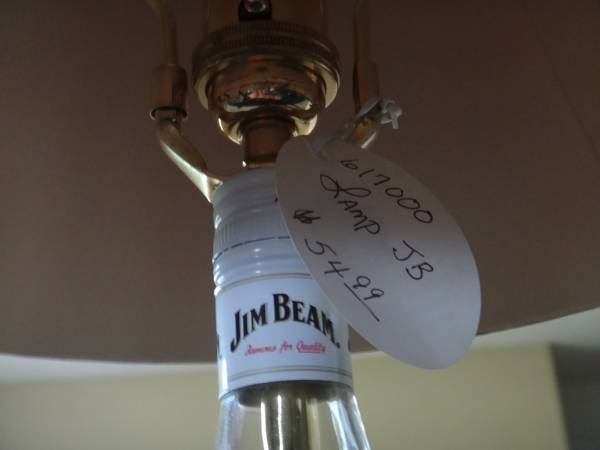 617000
LAMP JB
$54.99
JIM BEAM.
Famous for Quality